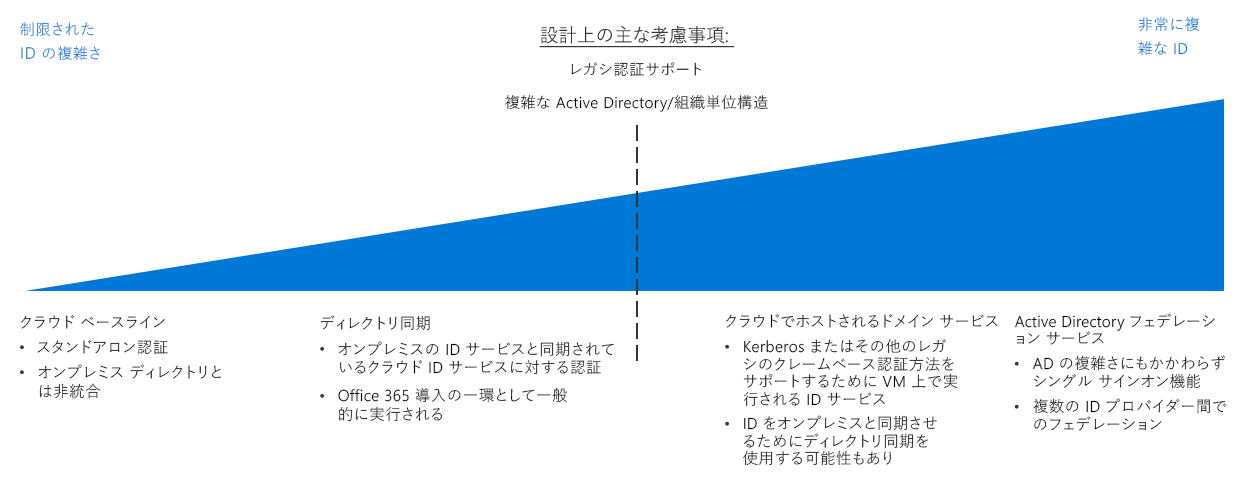 制限された
ID の複雑さ
設計上の主な考慮事項:
レガシ認証サポート
複雑な Active Directory/組織単位構造
非常に複
雑な ID
クラウド ベースライン
• スタンドアロン認証
• オンプレミス ディレクトリと
は非統合
ディレクトリ同期
• オンプレミスの ID サービスと同期されて
いるクラウド ID サービスに対する認証
• Office 365 導入の一環として一般
的に実行される
クラウドでホストされるドメイン サービス
• Kerberos またはその他のレガ
シのクレームベース認証方法を
サポートするために VM 上で実
行される ID サービス
• ID をオンプレミスと同期させ
るためにディレクトリ同期を
使用する可能性もあり
Active Directory フェデレーシ
ョン サービス
• AD の複雑さにもかかわらず
シングル サインオン機能
• 複数の ID プロバイダー間で
のフェデレーション